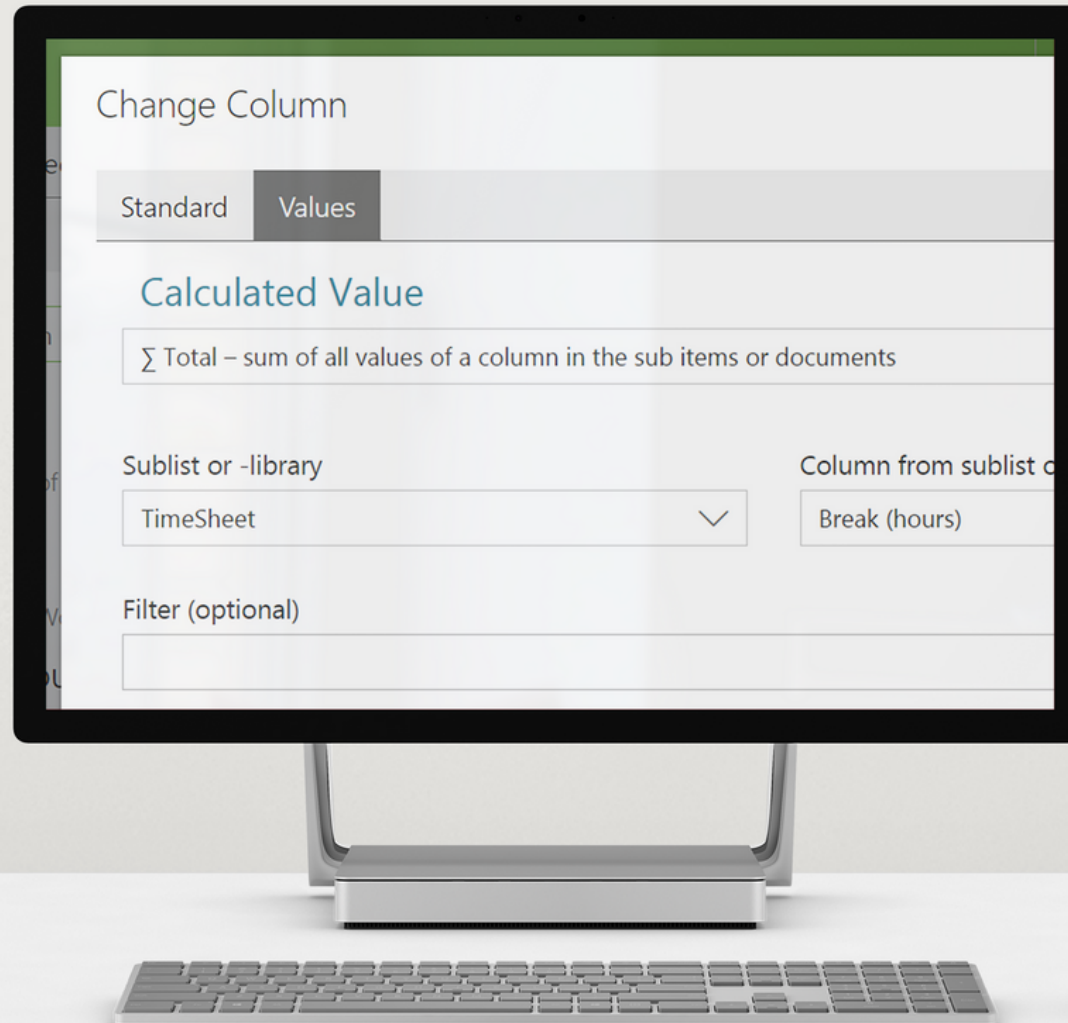 Change Column
Standard Values
Calculated Value
∑ Total – sum of all values of a column in the sub items or documents
Sublist or -library Column from sublist
TimeSheet Break (hours)
Filter (optional)